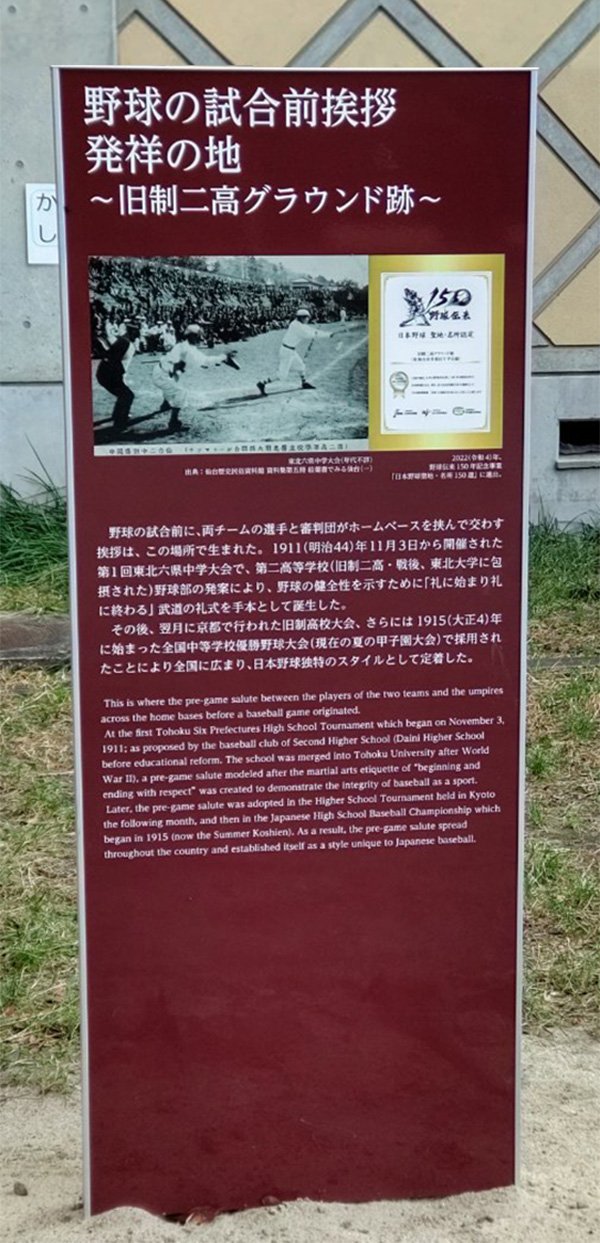 野球の試合前挨拶
発祥の地
～旧制二高グラウンド跡～
か
し
150
野球伝来
日本野球 聖地・名所認定
東北六県中学大会(年代不詳)
出典：仙台歴史民俗資料館 資料集第五冊 絵葉書でみる仙台(一)
2022(令和4)年、
野球伝来150年記念事業
「日本野球聖地・名所150選」に選出。
野球の試合前に、両チームの選手と審判団がホームベースを挟んで交わす
挨拶は、この場所で生まれた。1911(明治44)年11月3日から開催された
第1回東北六県中学大会で、第二高等学校(旧制二高・戦後、東北大学に包
摂された)野球部の発案により、野球の健全性を示すために「礼に始まり礼
に終わる」武道の礼式を手本として誕生した。
その後、翌月に京都で行われた旧制高校大会、さらには1915(大正4)年
に始まった全国中等学校優勝野球大会(現在の夏の甲子園大会)で採用され
たことにより全国に広まり、日本野球独特のスタイルとして定着した。
This is where the pre-game salute between the players of the two teams and the umpires
across the home bases before a baseball game originated.
At the first Tohoku Six Prefectures High School Tournament which began on November 3,
1911; as proposed by the baseball club of Second Higher School (Daini Higher School
before educational reform. The school was merged into Tohoku University after World
War II), a pre-game salute modeled after the martial arts etiquette of "beginning and
ending with respect" was created to demonstrate the integrity of baseball as a sport.
Later, the pre-game salute was adopted in the Higher School Tournament held in Kyoto
the following month, and then in the Japanese High School Baseball Championship which
began in 1915 (now the Summer Koshien). As a result, the pre-game salute spread
throughout the country and established itself as a style unique to Japanese baseball.